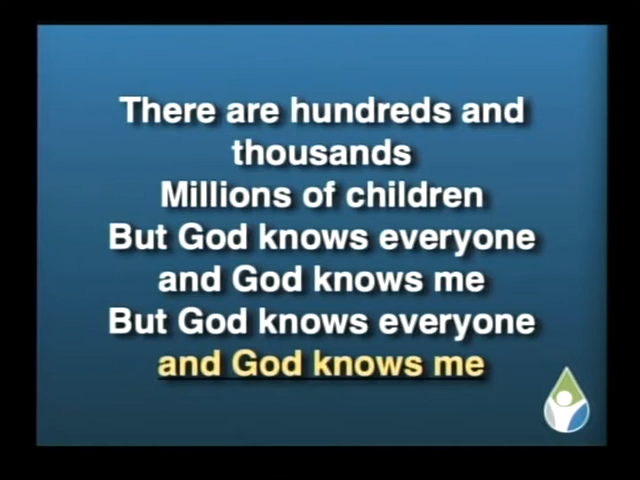 There are hundreds and
thousands
Millions of children
But God knows everyone
and God knows me
But God knows everyone
and God knows me